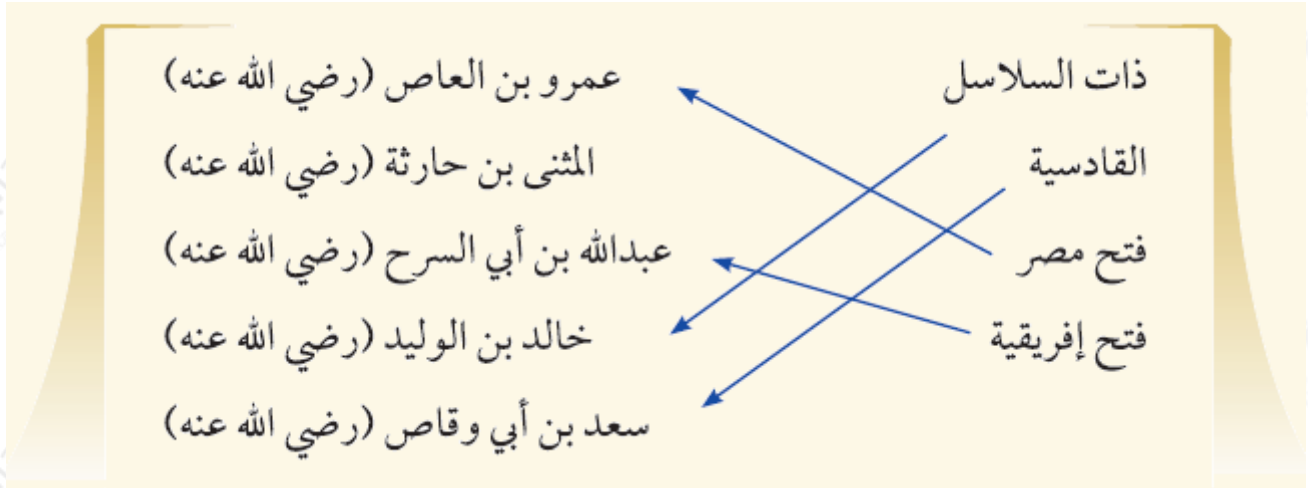 ذات السلاسل عمرو بن العاص (رضي الله عنه)
القادسية المثنى بن حارثة (رضي الله عنه)
فتح مصر عبدالله بن أبي السرح (رضي الله عنه)
فتح إفريقية خالد بن الوليد (رضي الله عنه)
سعد بن أبي وقاص (رضي الله عنه)